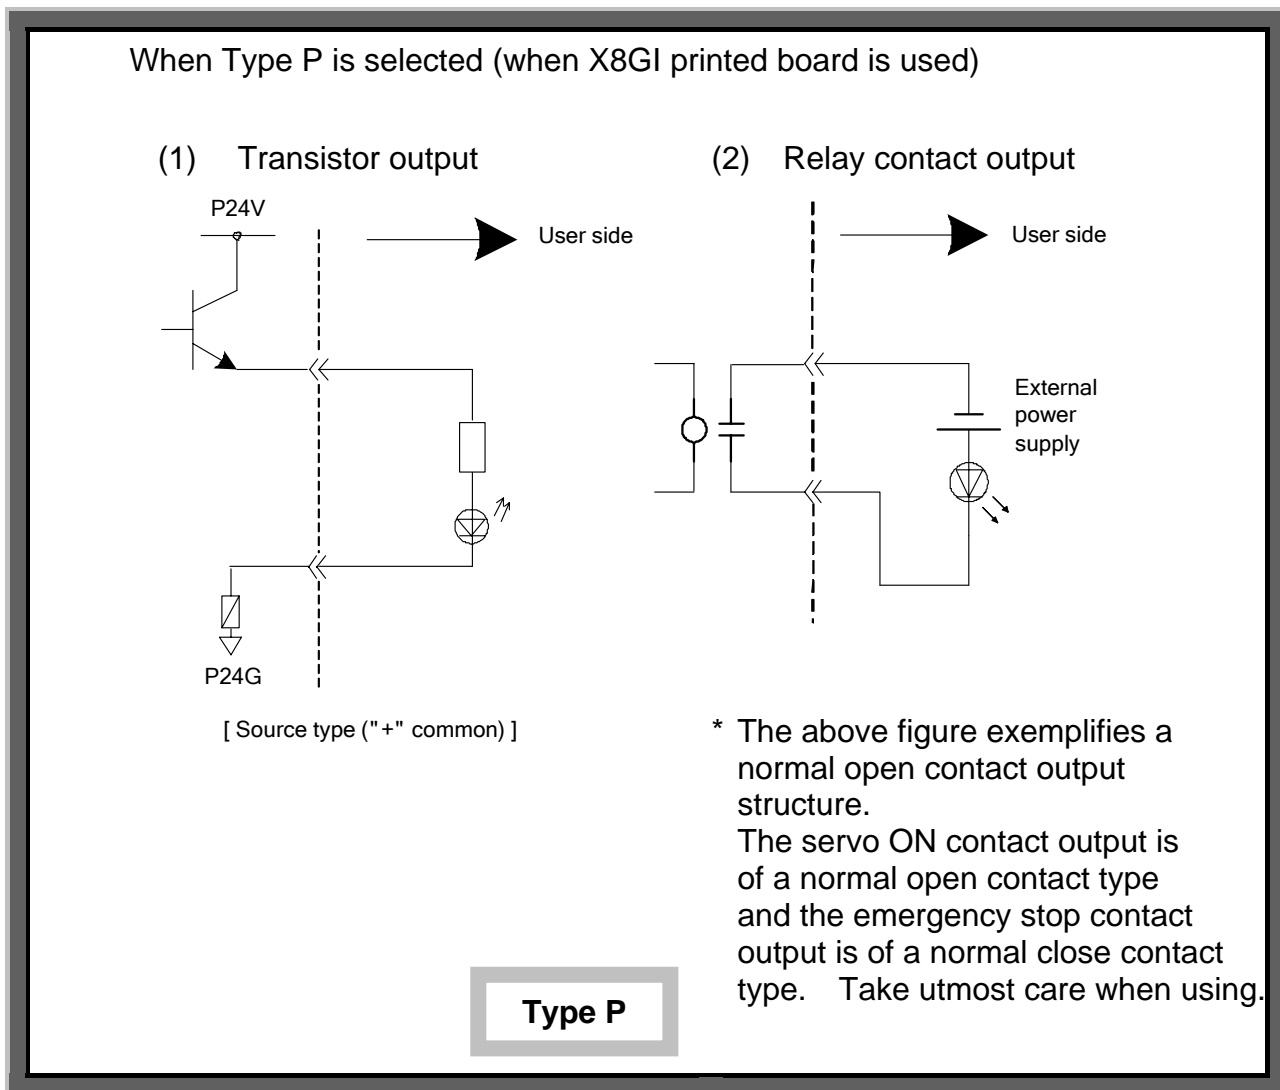 When Type P is selected (when X8GI printed board is used)
(1) Transistor output
P24V
User side
P24G
[ Source type ("+" common) ]
(2) Relay contact output
User side
External
power
supply
* The above figure exemplifies a
normal open contact output
structure.
The servo ON contact output is
of a normal open contact type
and the emergency stop contact
output is of a normal close contact
type. Take utmost care when using.
Type P